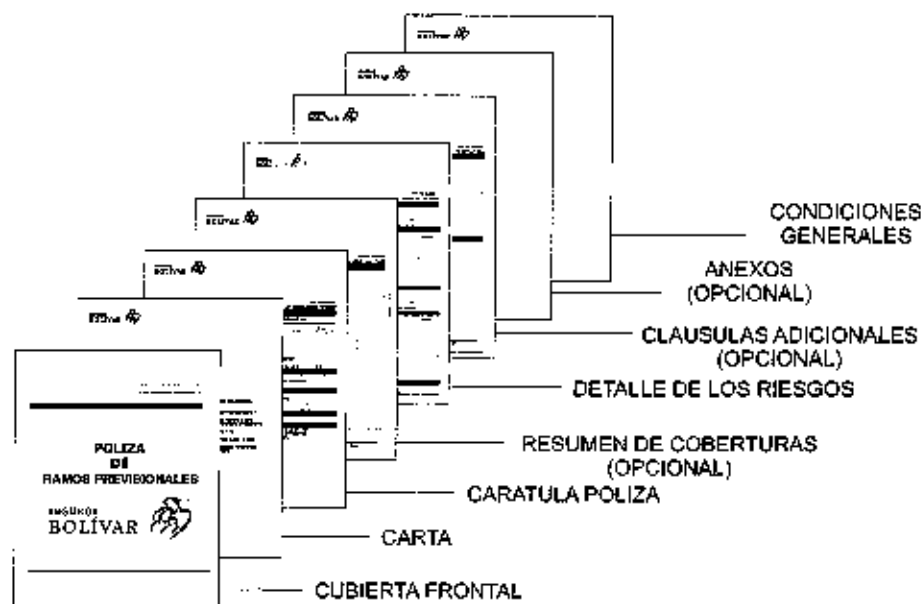 CONDICIONES
GENERALES
ANEXOS
(OPCIONAL)
CLAUSULAS ADICIONALES
(OPCIONAL)
DETALLE DE LOS RIESGOS
RESUMEN DE COBERTURAS
(OPCIONAL)
CARATULA POLIZA
CARTA
CUBIERTA FRONTAL
POLIZA
DE
RAMOS PREVISIONALES
SEGUROS
BOLÍVAR